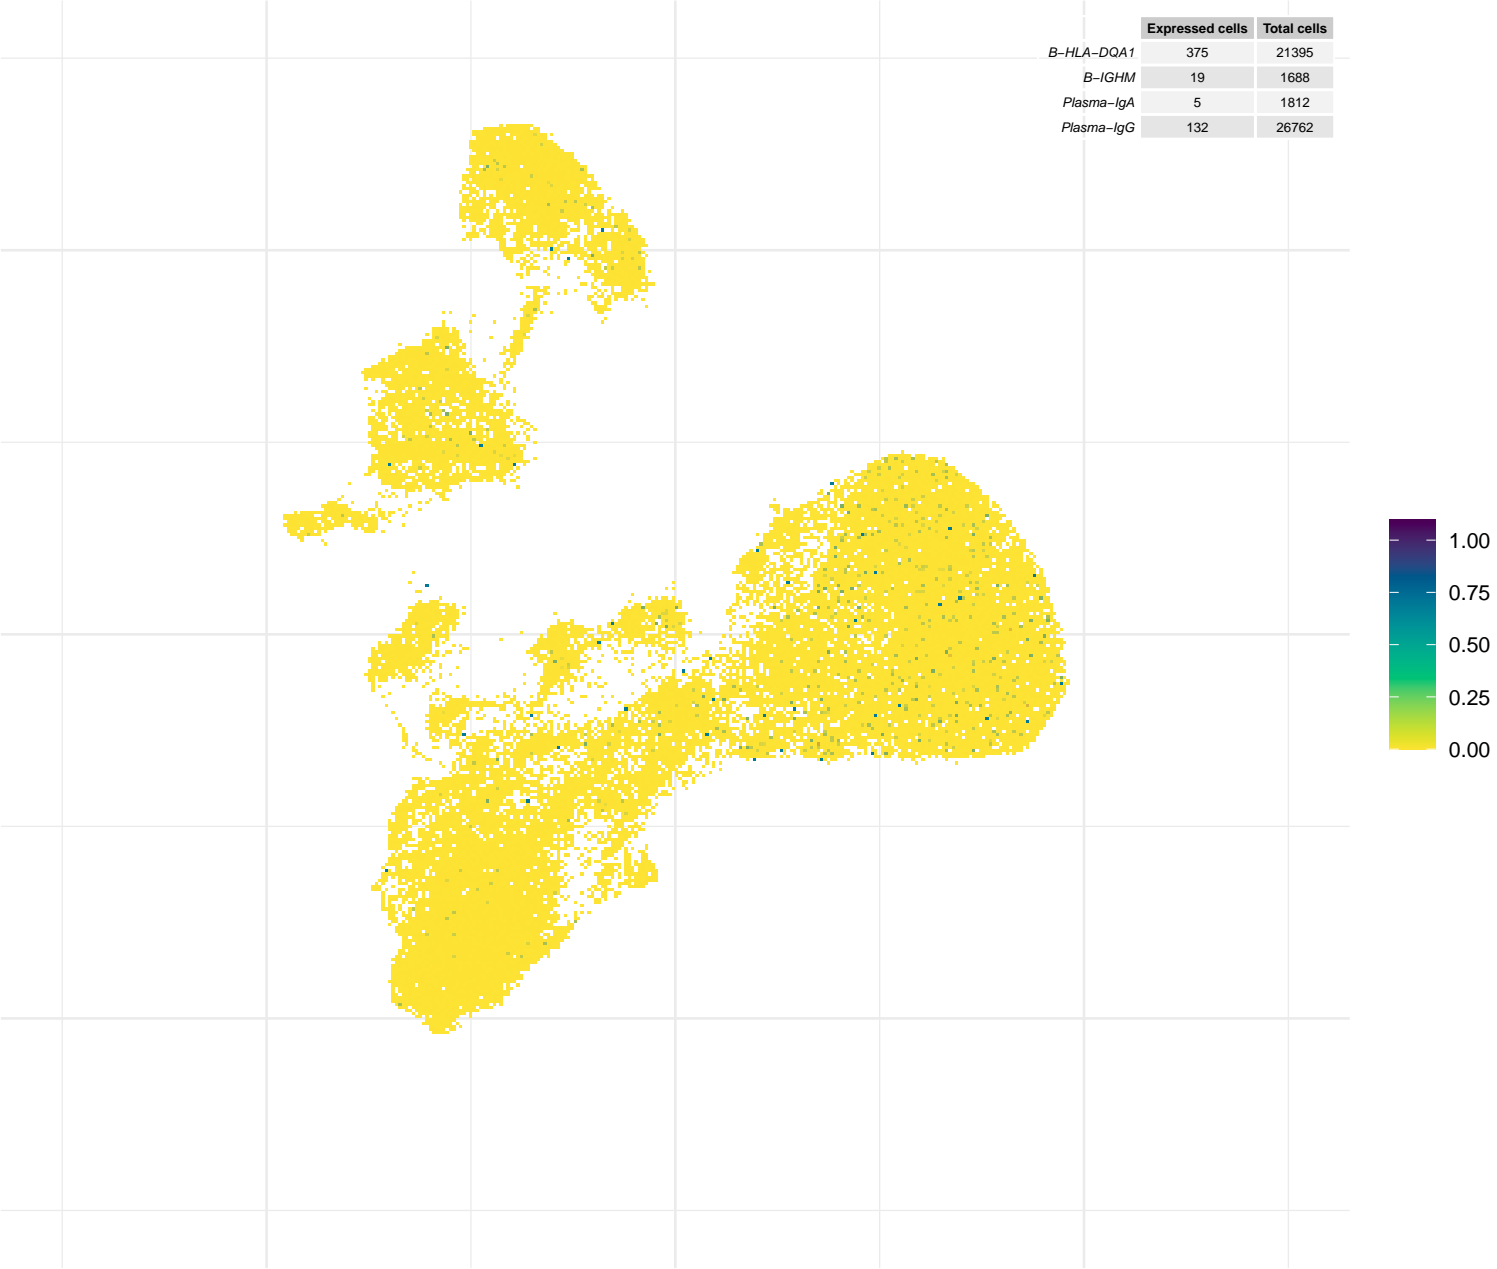 Expressed cells Total cells
B−HLA−DQA1 375 21395
B−IGHM 19 1688
Plasma−IgA 5 1812
Plasma−IgG 132 26762
1.00
0.75
0.50
0.25
0.00